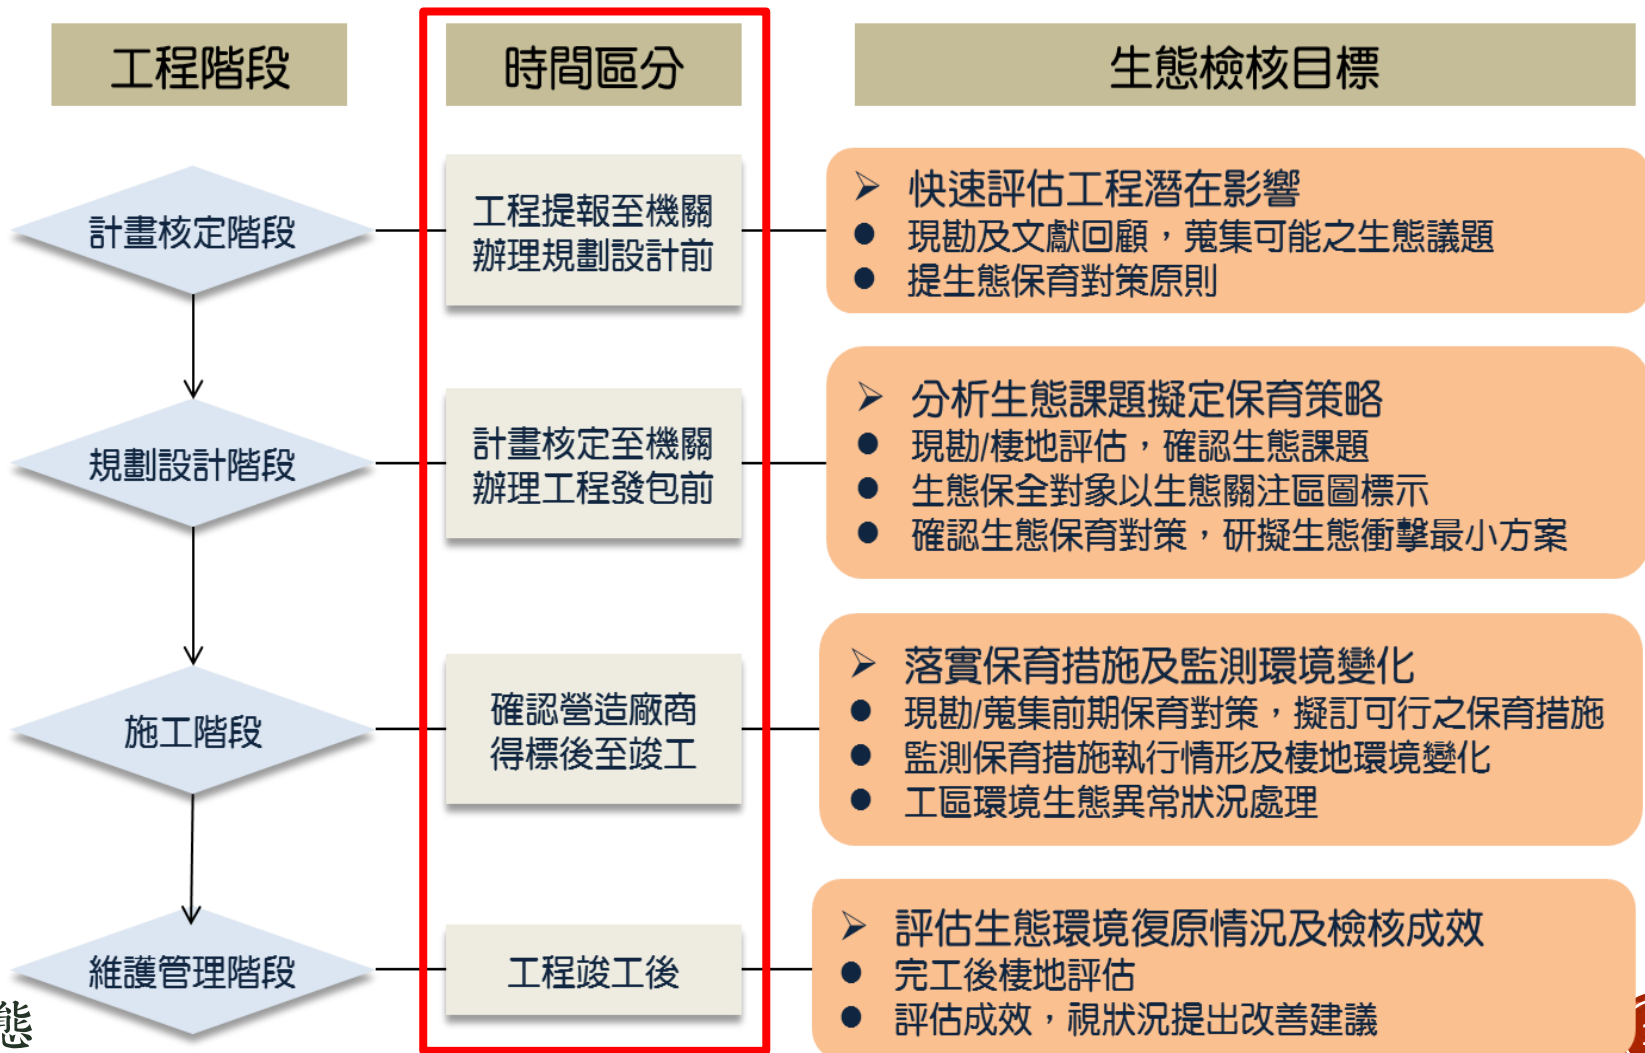 工程階段
時間區分
生態檢核目標
計畫核定階段
工程提報至機關
辦理規劃設計前
➢ 快速評估工程潛在影響
● 現勘及文獻回顧，蒐集可能之生態議題
● 提生態保育對策原則
規劃設計階段
計畫核定至機關
辦理工程發包前
➢ 分析生態課題擬定保育策略
● 現勘/棲地評估，確認生態課題
● 生態保全對象以生態關注區圖標示
● 確認生態保育對策，研擬生態衝擊最小方案
施工階段
確認營造廠商
得標後至竣工
➢ 落實保育措施及監測環境變化
● 現勘/蒐集前期保育對策，擬訂可行之保育措施
● 監測保育措施執行情形及棲地環境變化
● 工區環境生態異常狀況處理
維護管理階段
工程竣工後
➢ 評估生態環境復原情況及檢核成效
● 完工後棲地評估
● 評估成效，視狀況提出改善建議
態